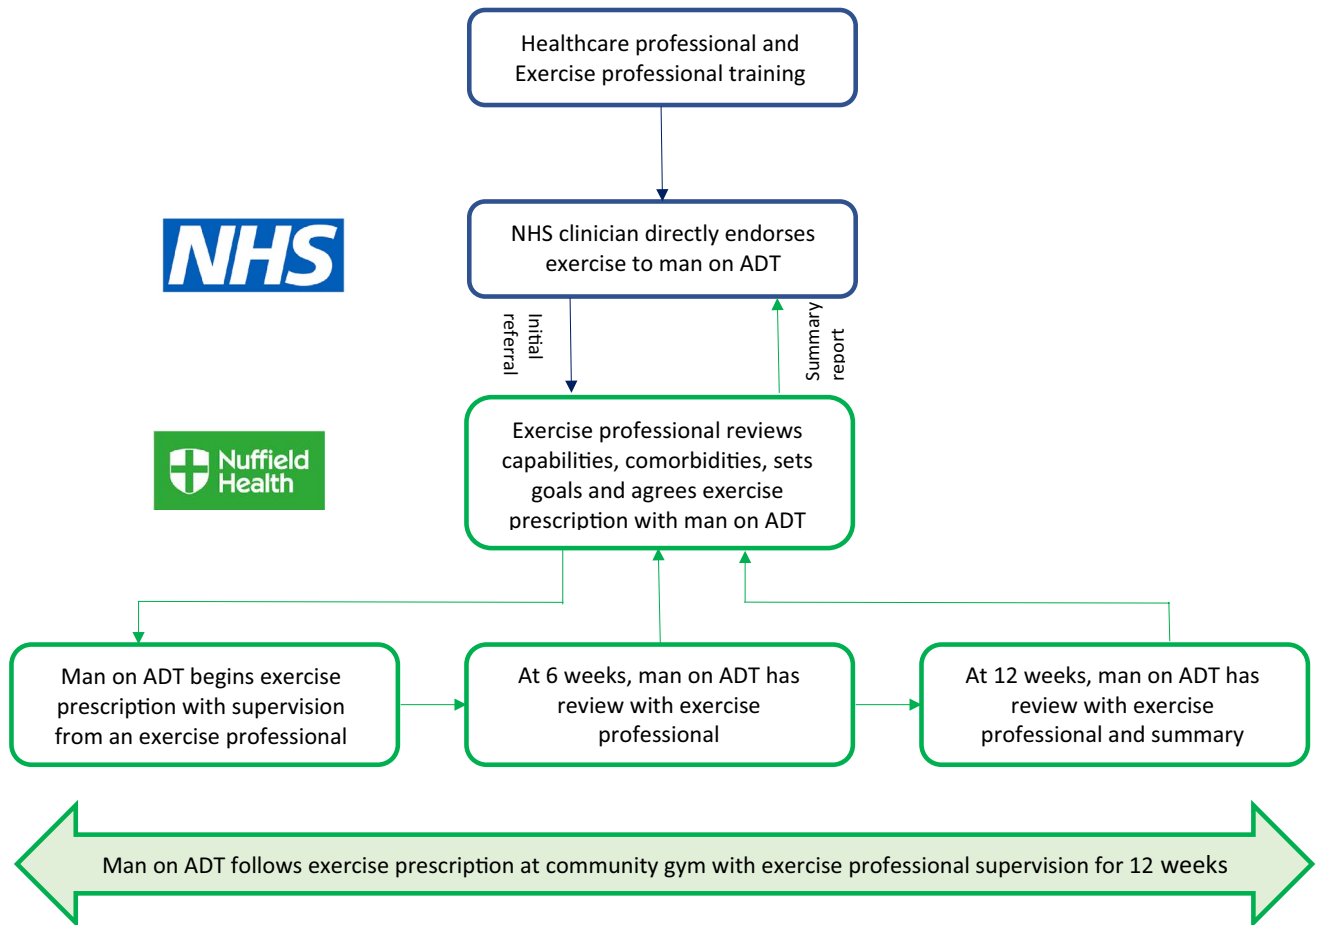 Healthcare professional and
Exercise professional training
NHS
NHS clinician directly endorses
exercise to man on ADT
Initial
referral
Summary
report
Nuffield
Health
Exercise professional reviews
capabilities, comorbidities, sets
goals and agrees exercise
prescription with man on ADT
Man on ADT begins exercise
prescription with supervision
from an exercise professional
At 6 weeks, man on ADT has
review with exercise
professional
At 12 weeks, man on ADT has
review with exercise
professional and summary
Man on ADT follows exercise prescription at community gym with exercise professional supervision for 12 weeks